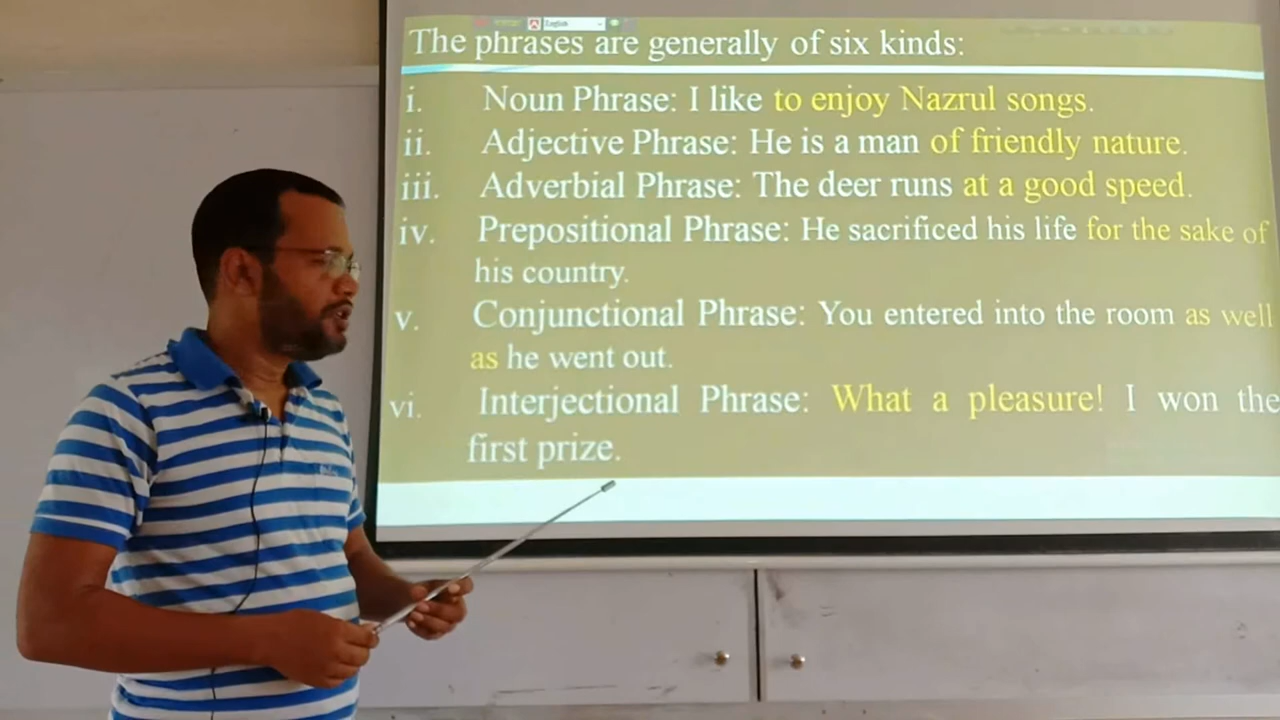 English
The phrases are generally of six kinds:
i. Noun Phrase: I like to enjoy Nazrul songs.
ii. Adjective Phrase: He is a man of friendly nature.
iii. Adverbial Phrase: The deer runs at a good speed.
iv. Prepositional Phrase: He sacrificed his life for the sake of
his country.
v. Conjunctional Phrase: You entered into the room as well
as he went out.
vi. Interjectional Phrase: What a pleasure! I won the
first prize.